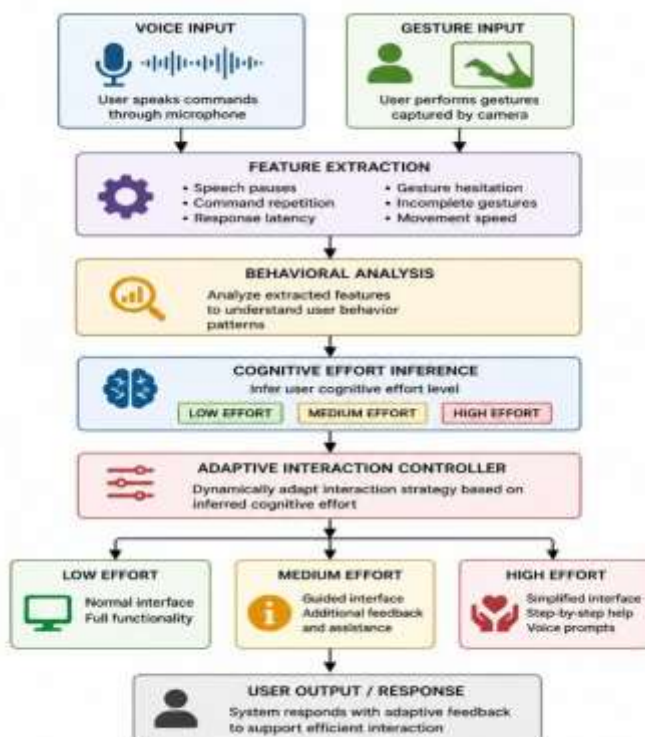 VOICE INPUT
User speaks commands
through microphone
GESTURE INPUT
User performs gestures
captured by camera
FEATURE EXTRACTION
• Speech pauses
• Command repetition
• Response latency
• Gesture hesitation
• Incomplete gestures
• Movement speed
BEHAVIORAL ANALYSIS
Analyze extracted features
to understand user behavior
patterns
COGNITIVE EFFORT INFERENCE
Infer user cognitive effort level
LOW EFFORT
MEDIUM EFFORT
HIGH EFFORT
ADAPTIVE INTERACTION CONTROLLER
Dynamically adapt interaction strategy based on
inferred cognitive effort
LOW EFFORT
Normal interface
Full functionality
MEDIUM EFFORT
Guided interface
Additional feedback
and assistance
HIGH EFFORT
Simplified interface
Step-by-step help
Voice prompts
USER OUTPUT / RESPONSE
System responds with adaptive feedback
to support efficient interaction